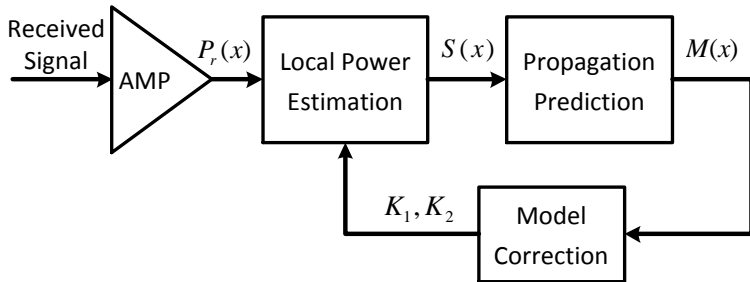 Received
Signal
AMP
P_r(x)
Local Power
Estimation
S(x)
Propagation
Prediction
M(x)
K_1, K_2
Model
Correction